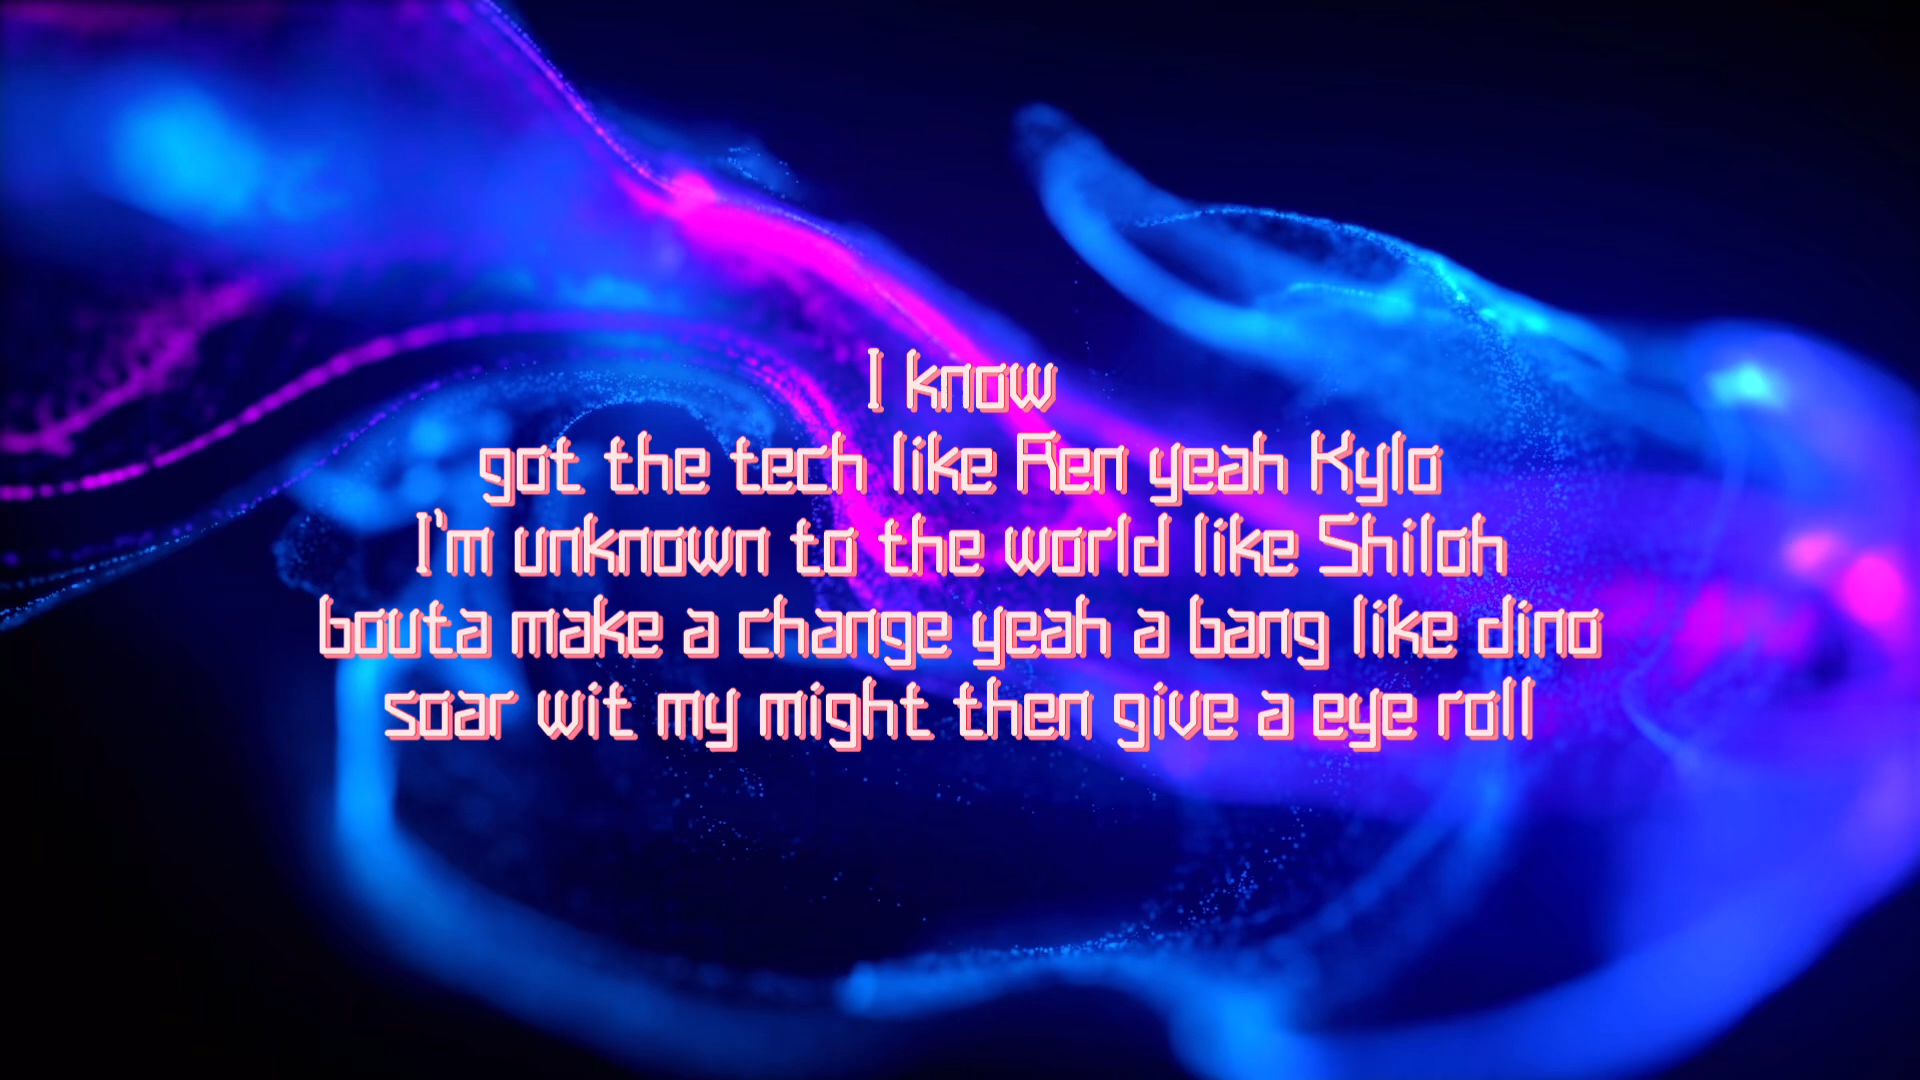 I know
got the tech like Ren yeah Kylo
I'm unknown to the world like Shiloh
bouta make a change yeah a bang like dino
soar wit my might then give a eye roll